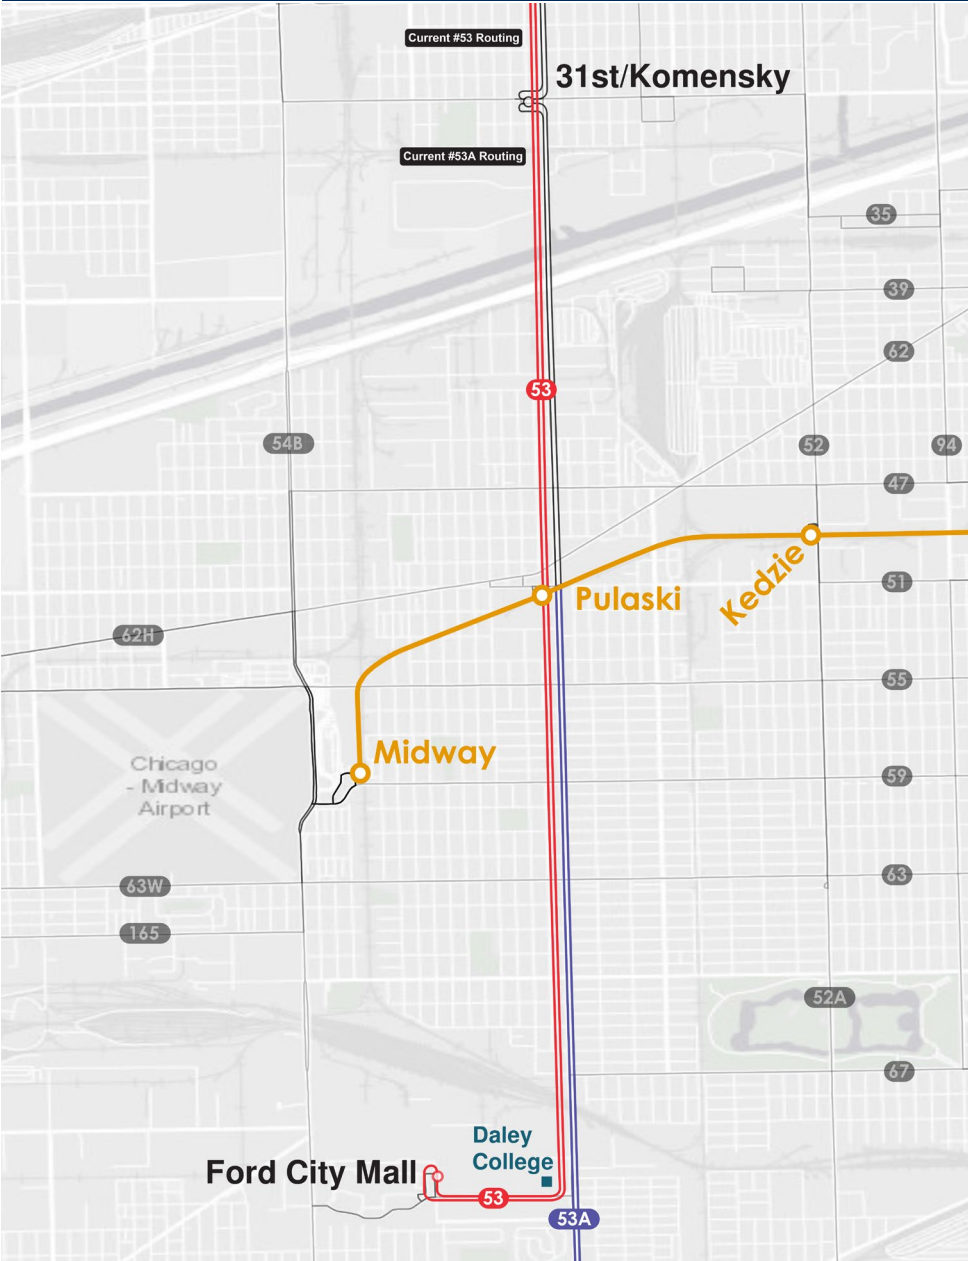 Current #53 Routing
31st/Komensky
Current #53A Routing
35
39
62
53
54B
52
94
47
Kedzie
51
Pulaski
62H
55
Midway
Chicago
- Midway
Airport
59
63
63W
165
52A
67
Daley
College
Ford City Mall
53
53A